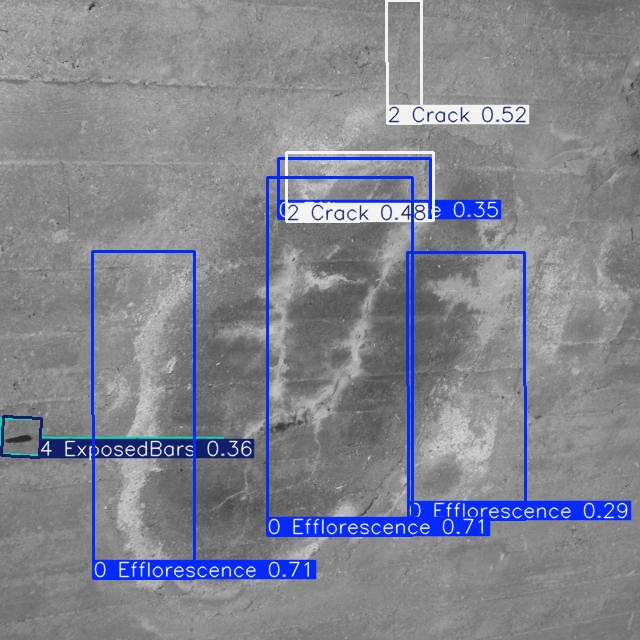 2 Crack 0.52
2 Crack 0.48
e 0.35
4 ExposedBars 0.36
0 Efflorescence 0.29
0 Efflorescence 0.71
0 Efflorescence 0.71